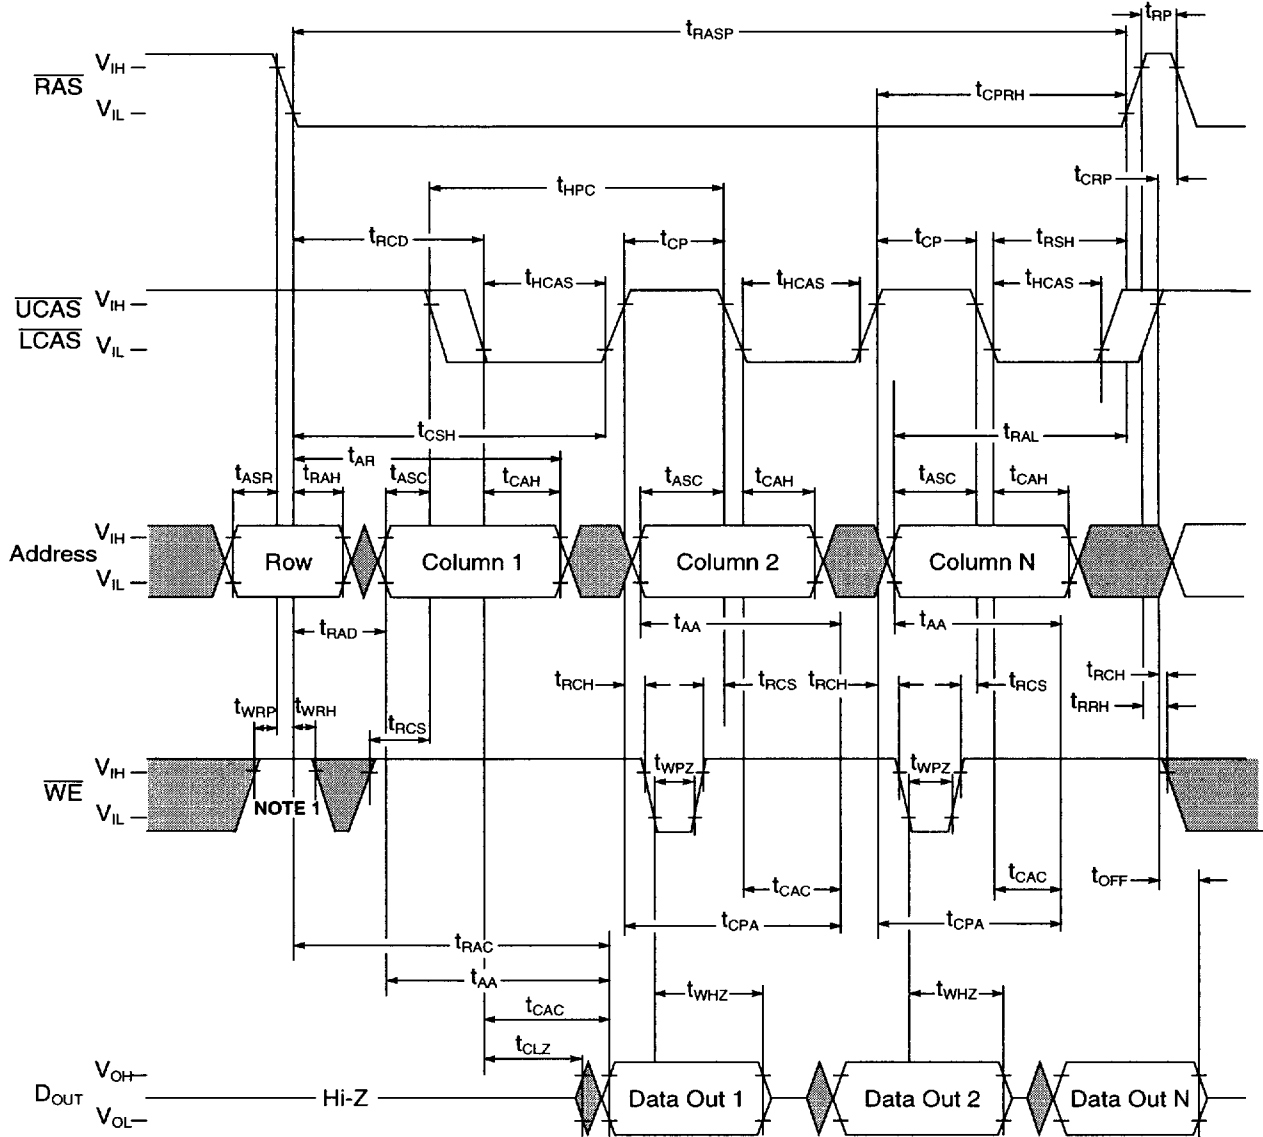 tRP
tRASP
VIH
RAS
tCPRH
VIL
tCRP
tHPC
tRCD
tCP
tCP
tRSH
tHCAS
tHCAS
tHCAS
UCAS
VIH
LCAS
VIL
tCSH
tRAL
tAR
tASR
tRAH
tASC
tCAH
tASC
tCAH
tASC
tCAH
VIH
Address
Row
Column 1
Column 2
Column N
VIL
tRAD
tAA
tAA
tRCH
tRCS
tRCH
tRCS
tRCH
tRRH
tWRP
tWRH
tRCS
VIH
tWPZ
tWPZ
WE
NOTE 1
VIL
tCAC
tCAC
tOFF
tCPA
tCPA
tRAC
tAA
tWHZ
tWHZ
tCAC
tCLZ
VOH
DOUT
Hi-Z
Data Out 1
Data Out 2
Data Out N
VOL